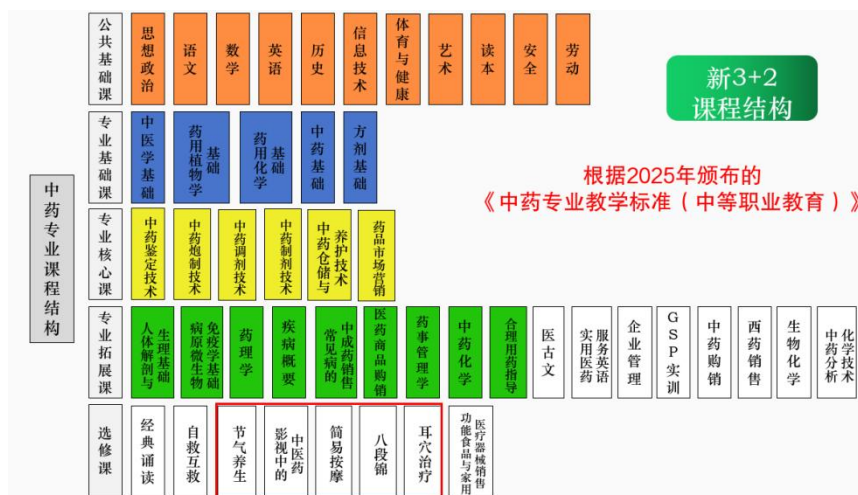 公共基础课
思想政治
语文
数学
英语
历史
信息技术
体育与健康
艺术
读本
安全
劳动
新3+2
课程结构
中药专业课程结构
专业基础课
中医学基础
药用植物学
基础
药用化学
基础
中药基础
方剂基础
根据2025年颁布的
《中药专业教学标准（中等职业教育）》
专业核心课
中药鉴定技术
中药炮制技术
中药调剂技术
中药制剂技术
中药仓储与
养护技术
药品市场营销
专业拓展课
人体解剖与
生理基础
病原微生物
免疫学基础
药理学
疾病概要
常见病的
中成药销售
医药商品购销
药事管理学
中药化学
合理用药指导
医古文
实用医药
服务英语
企业管理
GSP实训
中药购销
西药销售
生物化学
中药分析
化学技术
选修课
经典诵读
自救互救
节气养生
影视中的
中医药
简易按摩
八段锦
耳穴治疗
功能食品与家用
医疗器械销售